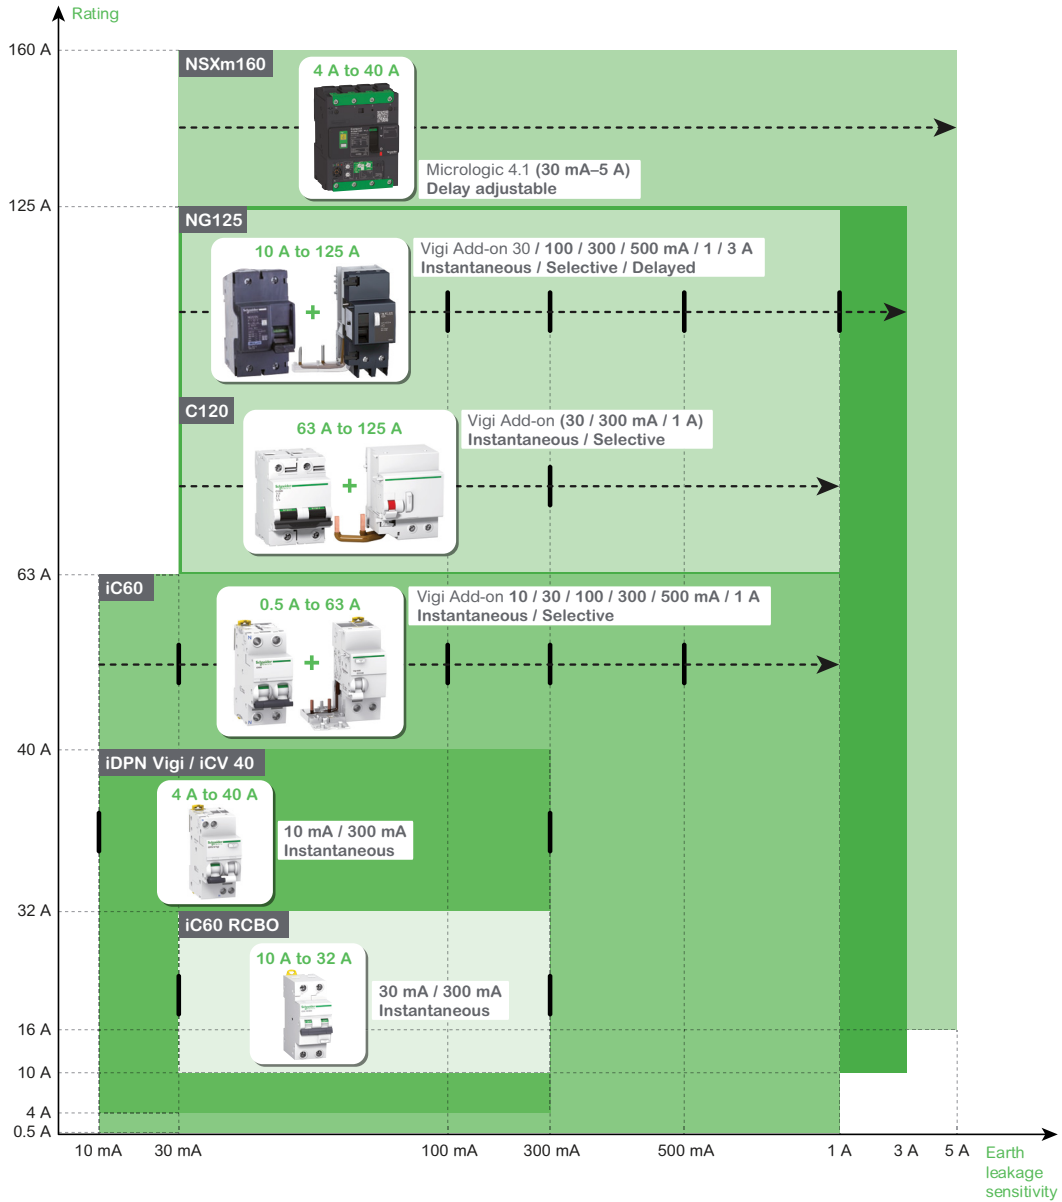 Rating
160 A
NSXm160
4 A to 40 A
Micrologic 4.1 (30 mA–5 A)
Delay adjustable
125 A
NG125
10 A to 125 A
Vigi Add-on 30 / 100 / 300 / 500 mA / 1 / 3 A
Instantaneous / Selective / Delayed
+
C120
63 A to 125 A
Vigi Add-on (30 / 300 mA / 1 A)
Instantaneous / Selective
+
63 A
iC60
0.5 A to 63 A
Vigi Add-on 10 / 30 / 100 / 300 / 500 mA / 1 A
Instantaneous / Selective
+
40 A
iDPN Vigi / iCV 40
4 A to 40 A
10 mA / 300 mA
Instantaneous
32 A
iC60 RCBO
10 A to 32 A
30 mA / 300 mA
Instantaneous
16 A
10 A
4 A
0.5 A
10 mA 30 mA 100 mA 300 mA 500 mA 1 A 3 A 5 A
Earth
leakage
sensitivity